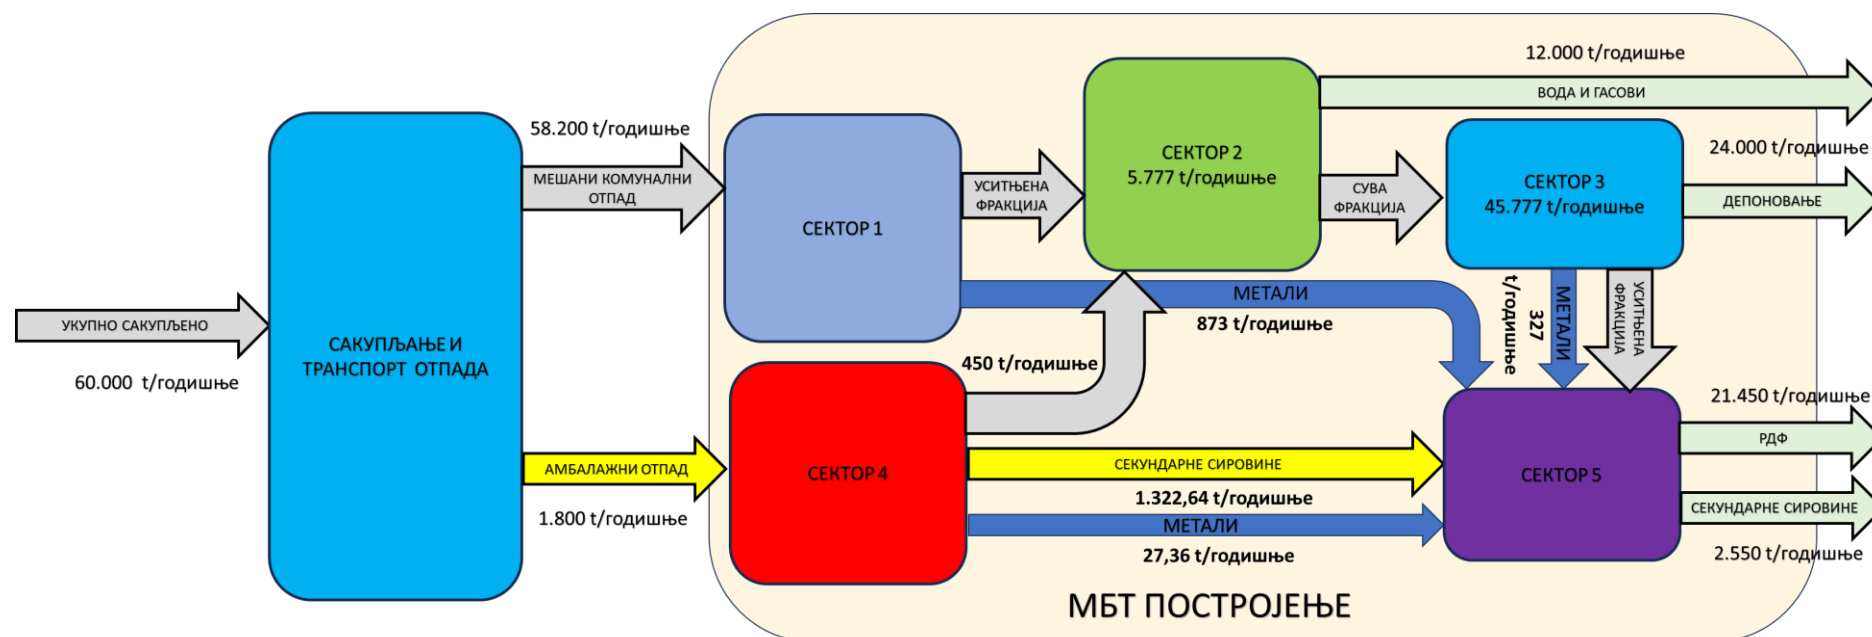 12.000 t/годишње
ВОДА И ГАСОВИ
58.200 t/годишње
МЕШАНИ КОМУНАЛНИ
ОТПАД
СЕКТОР 1
УСИТЊЕНА
ФРАКЦИЈА
СЕКТОР 2
5.777 t/годишње
СУВА
ФРАКЦИЈА
СЕКТОР 3
45.777 t/годишње
24.000 t/годишње
ДЕПОНОВАЊЕ
МЕТАЛИ
873 t/годишње
327
t/годишње
МЕТАЛИ
УСИТЊЕНА
ФРАКЦИЈА
УКУПНО САКУПЉЕНО
60.000 t/годишње
САКУПЉАЊЕ И
ТРАНСПОРТ ОТПАДА
450 t/годишње
АМБАЛАЖНИ ОТПАД
1.800 t/годишње
СЕКТОР 4
СЕКУНДАРНЕ СИРОВИНЕ
1.322,64 t/годишње
МЕТАЛИ
27,36 t/годишње
СЕКТОР 5
21.450 t/годишње
РДФ
СЕКУНДАРНЕ СИРОВИНЕ
2.550 t/годишње
МБТ ПОСТРОЈЕЊЕ